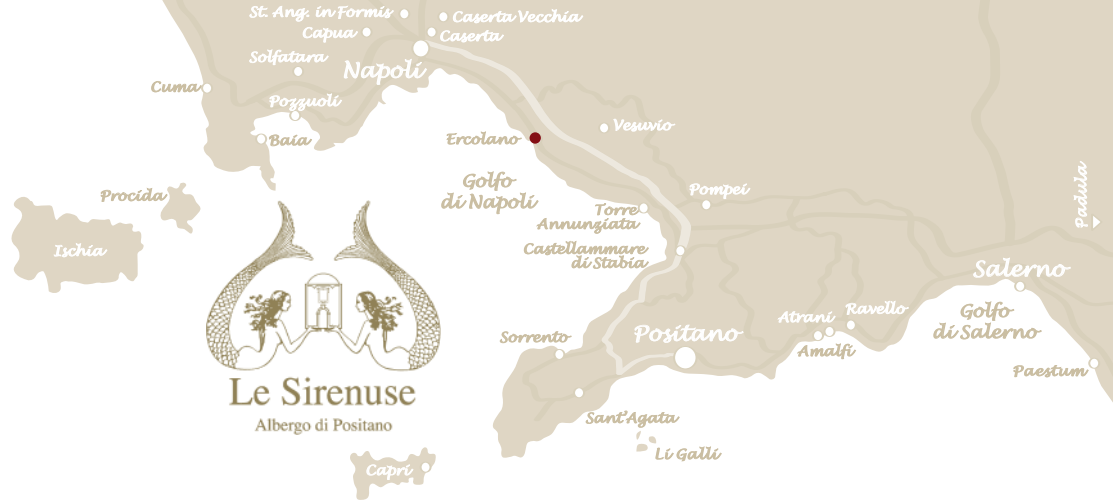 St. Ang. in Formis
Caserta Vecchia
Capua
Caserta
Solfatara
Napoli
Cuma
Pozzuoli
Vesuvio
Baia
Ercolano
Procida
Golfo
di Napoli
Pompei
Padula
Torre
Annunziata
Ischia
Castellammare
di Stabia
Salerno
Golfo
di Salerno
Ravello
Atrani
Amalfi
Positano
Sorrento
Paestum
Le Sirenuse
Albergo di Positano
Sant'Agata
Li Galli
Capri